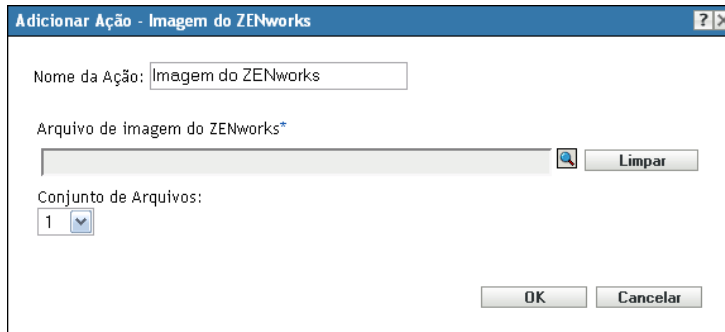 Adicionar Ação - Imagem do ZENworks ?
Nome da Ação: Imagem do ZENworks
Arquivo de imagem do ZENworks*
Limpar
Conjunto de Arquivos:
1
OK Cancelar